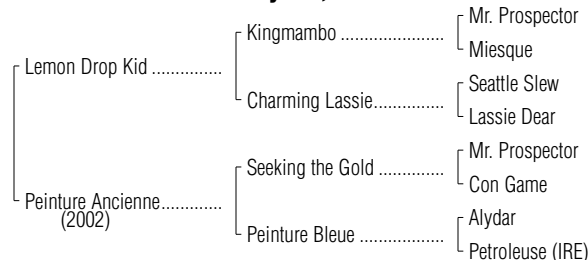 Mr. Prospector
Kingmambo .....................
Miesque
Lemon Drop Kid ..............
Seattle Slew
Charming Lassie...............
Lassie Dear
Mr. Prospector
Seeking the Gold ..............
Con Game
Peinture Ancienne.............
(2002)
Alydar
Peinture Bleue .................
Petroleuse (IRE)